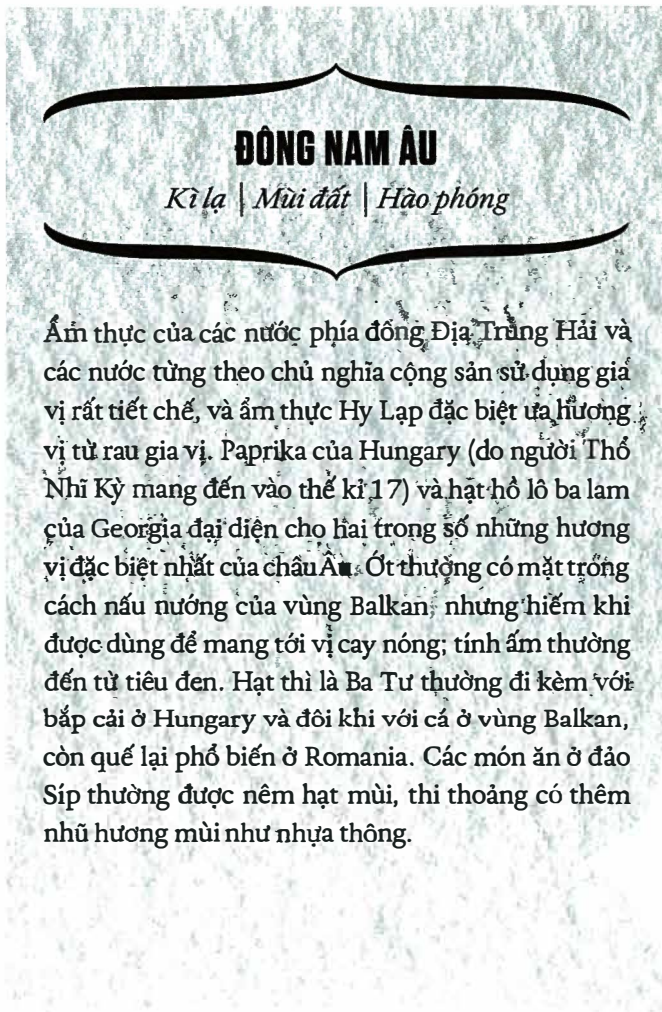 ĐÔNG NAM ÂU
Kì lạ | Mùi đất | Hào phóng
Ẩm thực của các nước phía đông Địa Trung Hải và
các nước từng theo chủ nghĩa cộng sản sử dụng gia
vị rất tiết chế, và ẩm thực Hy Lạp đặc biệt ưa hương
vị từ rau gia vị. Paprika của Hungary (do người Thổ
Nhĩ Kỳ mang đến vào thế kỉ 17) và hạt hồ lô ba lam
của Georgia đại diện cho hai trong số những hương
vị đặc biệt nhất của châu Âu. Ớt thường có mặt trong
cách nấu nướng của vùng Balkan, nhưng hiếm khi
được dùng để mang tới vị cay nóng; tính ấm thường
đến từ tiêu đen. Hạt thì là Ba Tư thường đi kèm với
bắp cải ở Hungary và đôi khi với cá ở vùng Balkan,
còn quế lại phổ biến ở Romania. Các món ăn ở đảo
Síp thường được nêm hạt mùi, thi thoảng có thêm
nhũ hương mùi như nhựa thông.